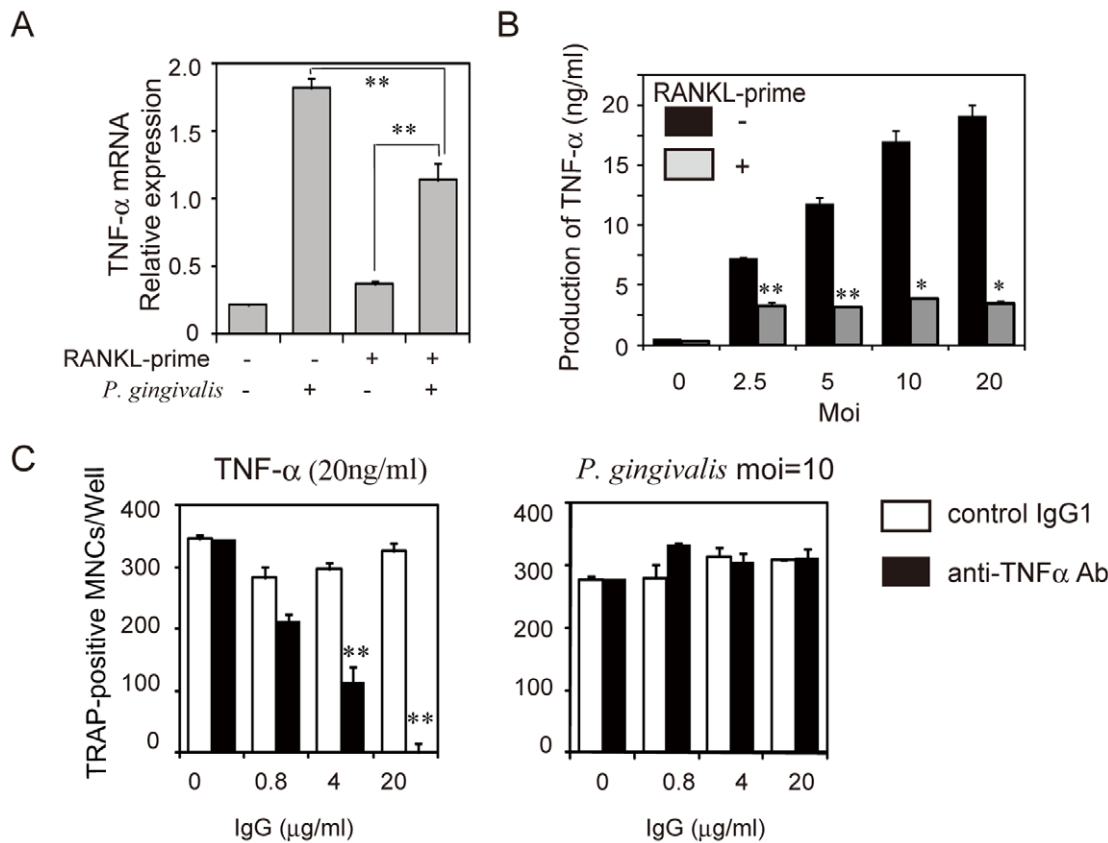 A
TNF-α mRNA
Relative expression
2.0
1.5
1.0
0.5
0
**
**
RANKL-prime - - + +
P. gingivalis - + - +
B
Production of TNF-α (ng/ml)
20
15
10
5
0
RANKL-prime
-
+
** ** * *
0 2.5 5 10 20
Moi
C
TNF-α (20ng/ml)
TRAP-positive MNCs/Well
400
300
200
100
0
**
**
0 0.8 4 20
IgG (μg/ml)
P. gingivalis moi=10
400
300
200
100
0
0 0.8 4 20
IgG (μg/ml)
control IgG1
anti-TNFα Ab